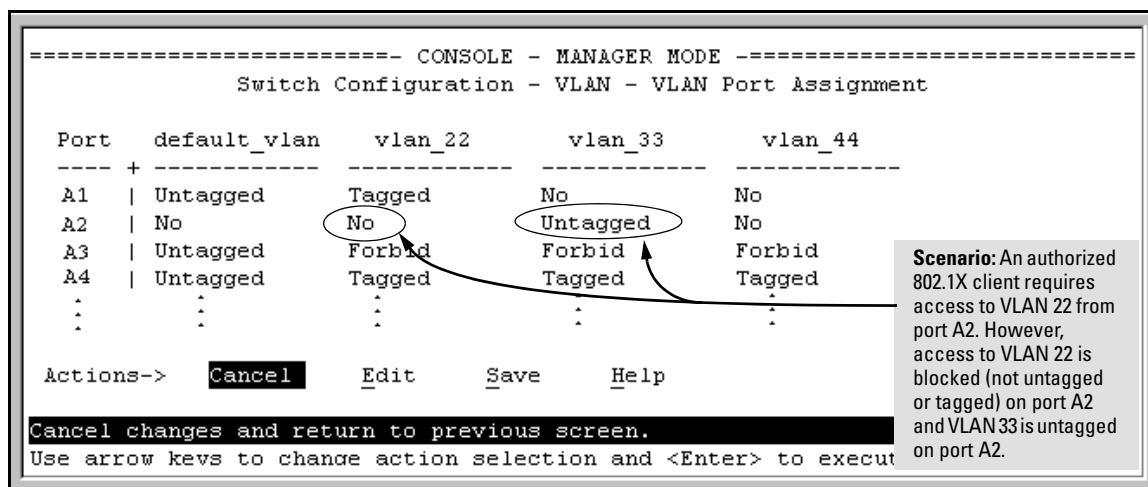 ============================- CONSOLE - MANAGER MODE -==============================
Switch Configuration - VLAN - VLAN Port Assignment
Port default_vlan vlan_22 vlan_33 vlan_44
---- + ------------ ------------ ------------ ------------
A1 | Untagged Tagged No No
A2 | No No Untagged No
A3 | Untagged Forbid Forbid Forbid
A4 | Untagged Tagged Tagged Tagged
Actions-> Cancel Edit Save Help
Cancel changes and return to previous screen.
Use arrow keys to change action selection and <Enter> to execut
Scenario: An authorized
802.1X client requires
access to VLAN 22 from
port A2. However,
access to VLAN 22 is
blocked (not untagged
or tagged) on port A2
and VLAN 33 is untagged
on port A2.